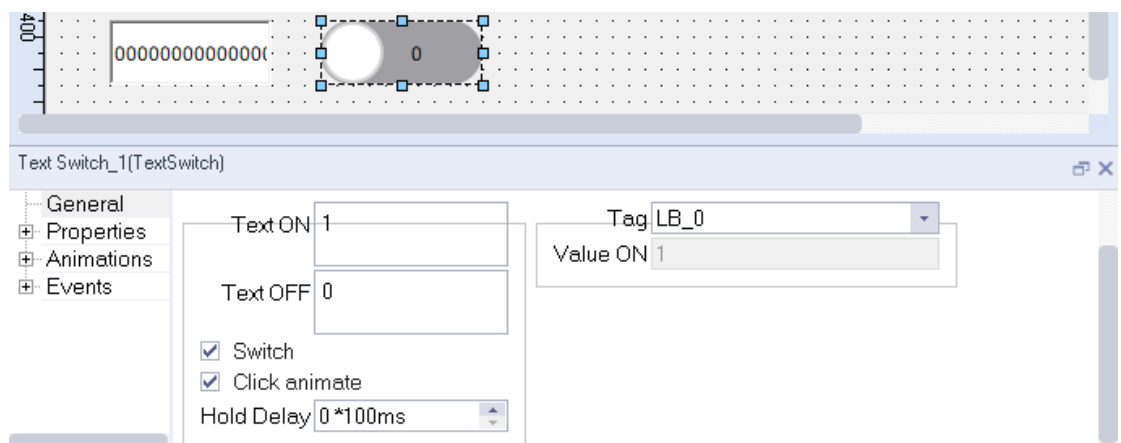 400
00000000000000(
0
Text Switch_1(TextSwitch)
General
Properties
Animations
Events
Text ON 1
Text OFF 0
Switch
Click animate
Hold Delay 0 *100ms
Tag LB_0
Value ON 1